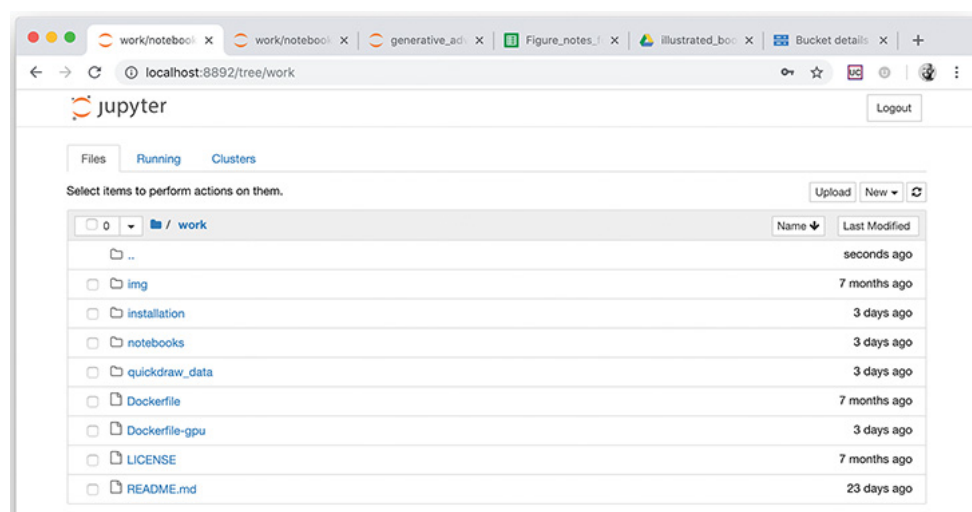 work/notebook work/notebook generative_adv Figure_notes_f illustrated_boo Bucket details
localhost:8892/tree/work UC
jupyter Logout
Files Running Clusters
Select items to perform actions on them. Upload New
0 / work Name Last Modified
.. seconds ago
img 7 months ago
installation 3 days ago
notebooks 3 days ago
quickdraw_data 3 days ago
Dockerfile 7 months ago
Dockerfile-gpu 3 days ago
LICENSE 7 months ago
README.md 23 days ago